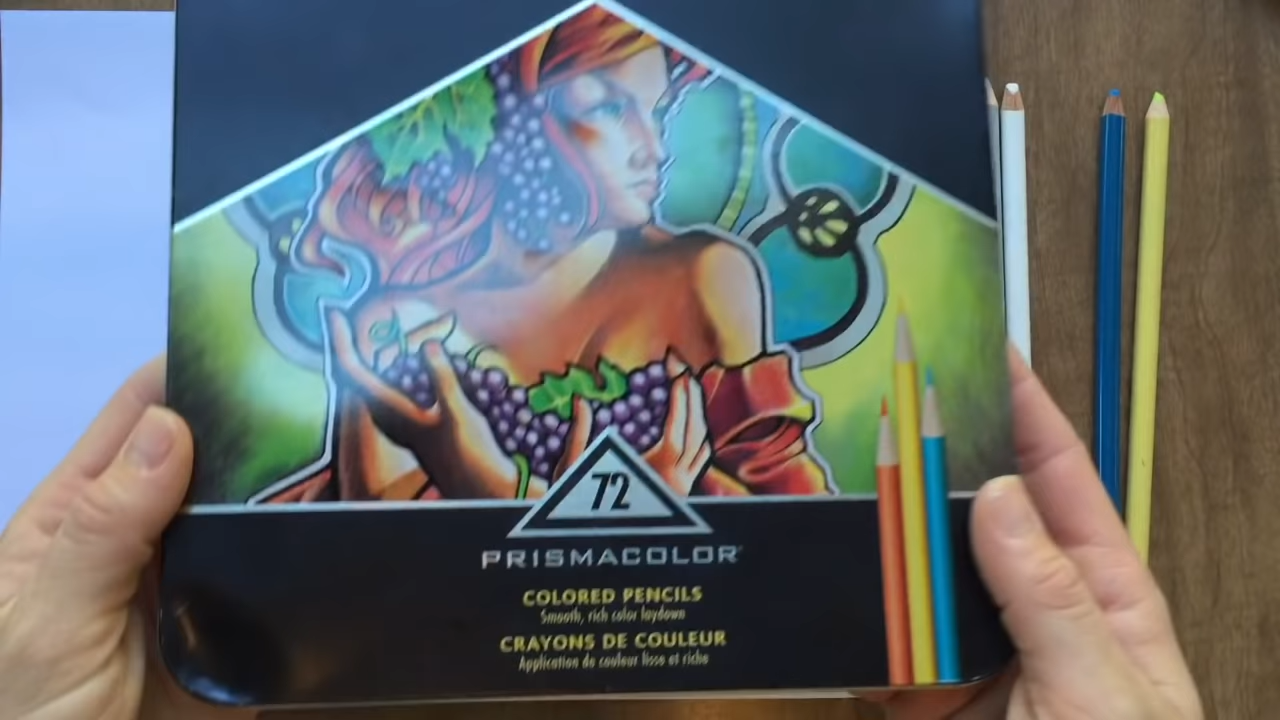 72
PRISMACOLOR
COLORED PENCILS
Smooth, rich color laydown
CRAYONS DE COULEUR
Application de couleur lisse et riche